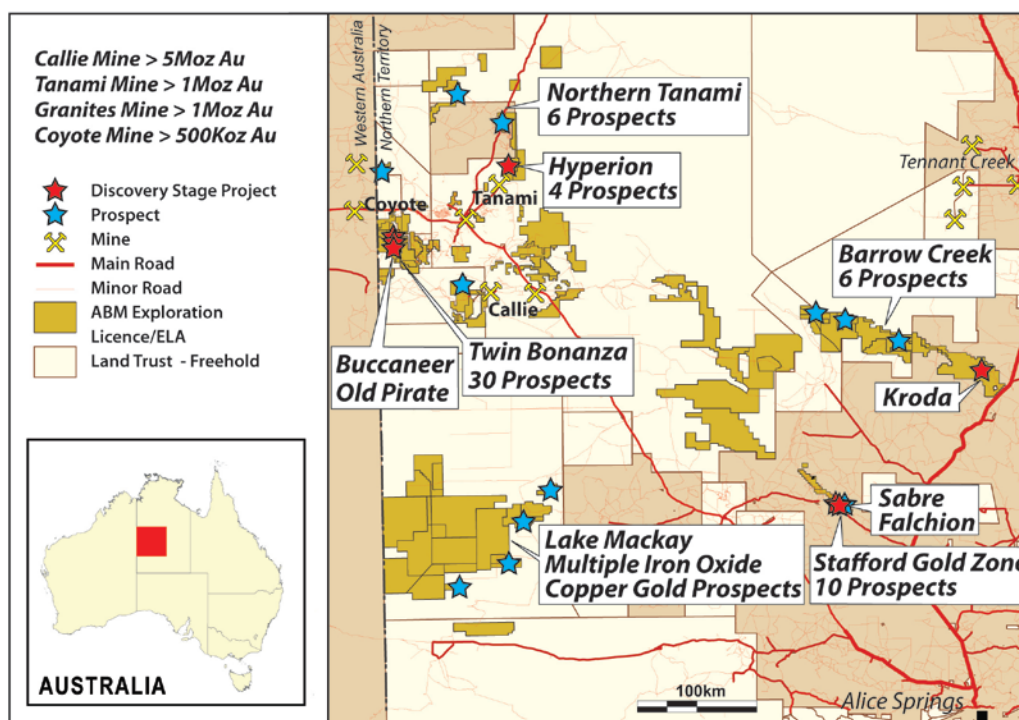 Callie Mine > 5Moz Au
Tanami Mine > 1Moz Au
Granites Mine > 1Moz Au
Coyote Mine > 500Koz Au
Discovery Stage Project
Prospect
Mine
Main Road
Minor Road
ABM Exploration
Licence/ELA
Land Trust - Freehold
AUSTRALIA
Western Australia
Northern Territory
Northern Tanami
6 Prospects
Hyperion
4 Prospects
Tennant Creek
Coyote
Tanami
Barrow Creek
6 Prospects
Callie
Buccaneer
Old Pirate
Twin Bonanza
30 Prospects
Kroda
Sabre
Falchion
Lake Mackay
Multiple Iron Oxide
Copper Gold Prospects
Stafford Gold Zone
10 Prospects
100km
Alice Springs